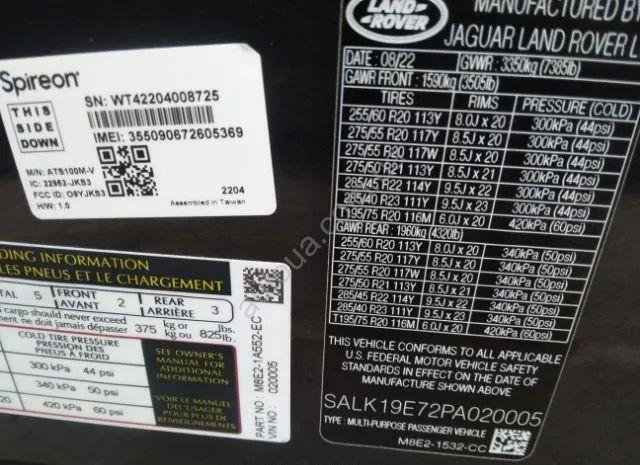 Spireon
SN: WT42204008725
THIS
SIDE
DOWN
IMEI: 355090672605369
M/N: ATS100M-V
IC: 22982-JKS3
FCC ID: O9YJKS3
H/W: 1.0
2204
Assembled in Taiwan
DING INFORMATION
LES PNEUS ET LE CHARGEMENT
TAL 5 FRONT AVANT 2 REAR ARRIÈRE 3
cargo should never exceed
ment ne doit jamais dépasser 375 kg or kg ou 825 lbs. lb.
COLD TIRE PRESSURE
PRESSION DES
PNEUS À FROID
300 kPa 44 psi
340 kPa 50 psi
20 420 kPa 60 psi
SEE OWNER'S
MANUAL FOR
ADDITIONAL
INFORMATION
VOIR LE MANUEL
DE L'USAGER
POUR PLUS DE
RENSEIGNEMENTS
M8E2-1A552-EC
020005
LAND
ROVER
MANUFACTURED B
JAGUAR LAND ROVER L
DATE : 08/22 GVWR: 3350kg (7385lb)
GAWR FRONT : 1590kg (3505lb)
TIRES RIMS PRESSURE (COLD)
255/60 R20 113Y 8.0J x 20 300kPa (44psi)
275/55 R20 117Y 8.5J x 20 300kPa (44psi)
275/55 R20 117W 8.5J x 20 300kPa (44psi)
275/50 R21 113Y 8.5J x 21 300kPa (44psi)
285/45 R22 114Y 9.5J x 22 300kPa (44psi)
285/40 R23 111Y 9.5J x 23 300kPa (44psi)
T195/75 R20 116M 6.0J x 20 420kPa (60psi)
GAWR REAR : 1960kg (4320lb)
255/60 R20 113Y 8.0J x 20 340kPa (50psi)
275/55 R20 117Y 8.5J x 20 340kPa (50psi)
275/55 R20 117W 8.5J x 20 340kPa (50psi)
275/50 R21 113Y 8.5J x 21 340kPa (50psi)
285/45 R22 114Y 9.5J x 22 340kPa (50psi)
285/40 R23 111Y 9.5J x 23 340kPa (50psi)
T195/75 R20 116M 6.0J x 20 420kPa (60psi)
THIS VEHICLE CONFORMS TO ALL APPLICABLE
U.S. FEDERAL MOTOR VEHICLE SAFETY
STANDARDS IN EFFECT ON THE DATE OF
MANUFACTURE SHOWN ABOVE.
SALK19E72PA020005
TYPE : MULTI-PURPOSE PASSENGER VEHICLE
M8E2-1532-CC